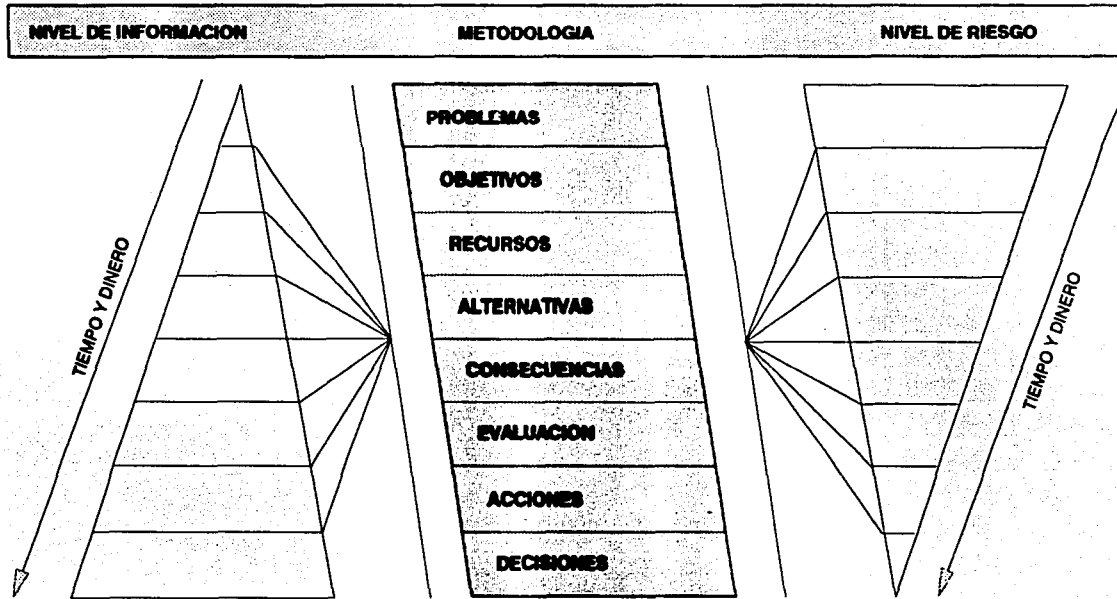 NIVEL DE INFORMACION
METODOLOGIA
NIVEL DE RIESGO
PROBLEMAS
OBJETIVOS
RECURSOS
ALTERNATIVAS
CONSECUENCIAS
EVALUACION
ACCIONES
DECISIONES
TIEMPO Y DINERO
TIEMPO Y DINERO